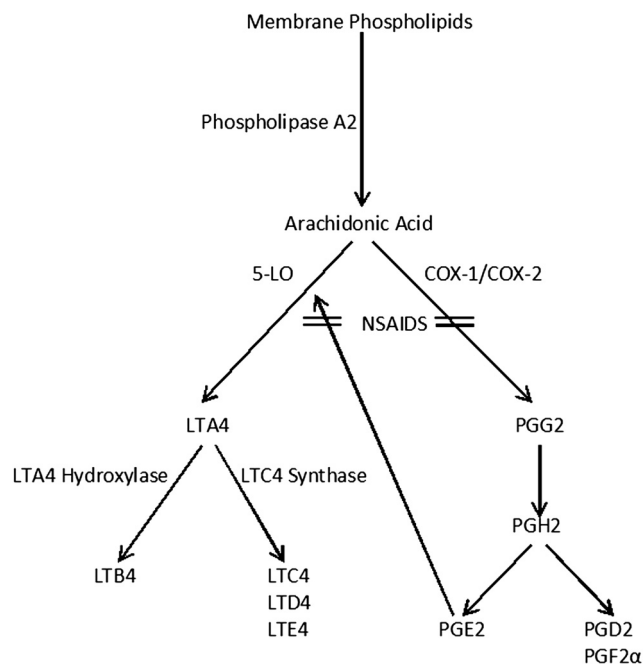 Membrane Phospholipids
Phospholipase A2
Arachidonic Acid
5-LO
COX-1/COX-2
NSAIDS
LTA4
PGG2
LTA4 Hydroxylase
LTC4 Synthase
PGH2
LTB4
LTC4
LTD4
LTE4
PGE2
PGD2
PGF2α